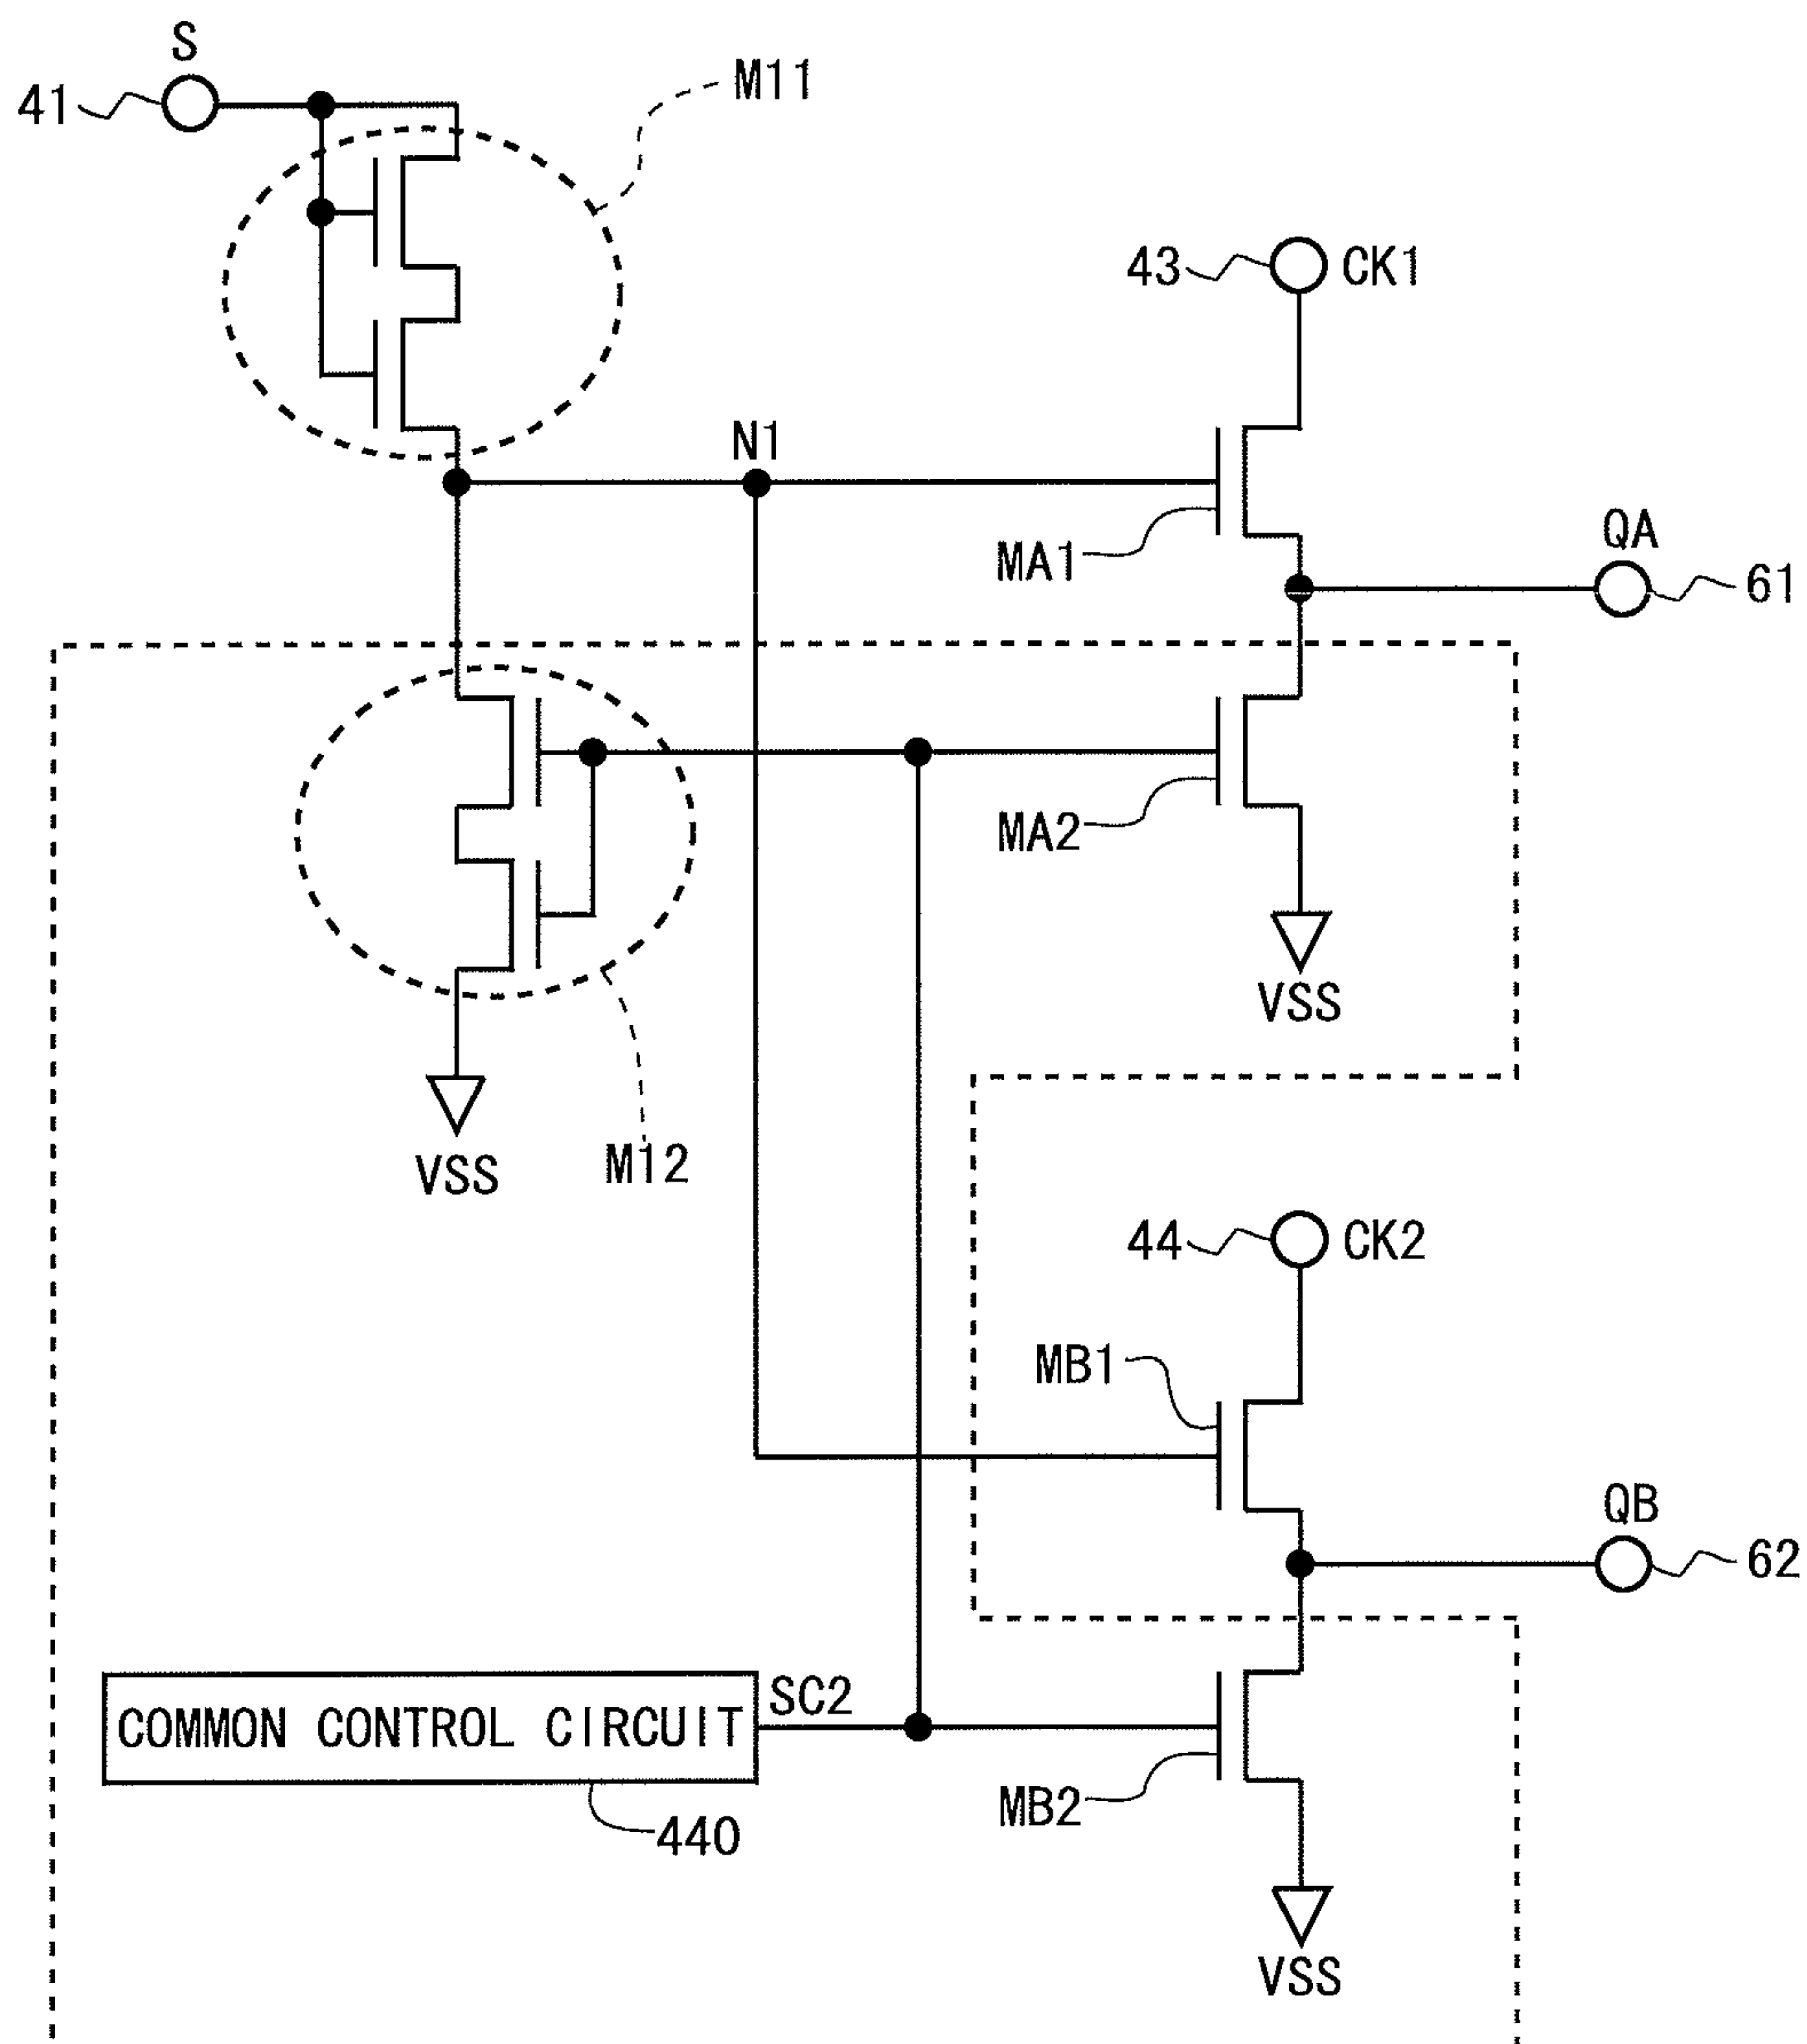 S
41
M11
43
CK1
N1
MA1
QA
61
MA2
VSS
VSS
M12
44
CK2
MB1
QB
62
COMMON CONTROL CIRCUIT
SC2
440
MB2
VSS